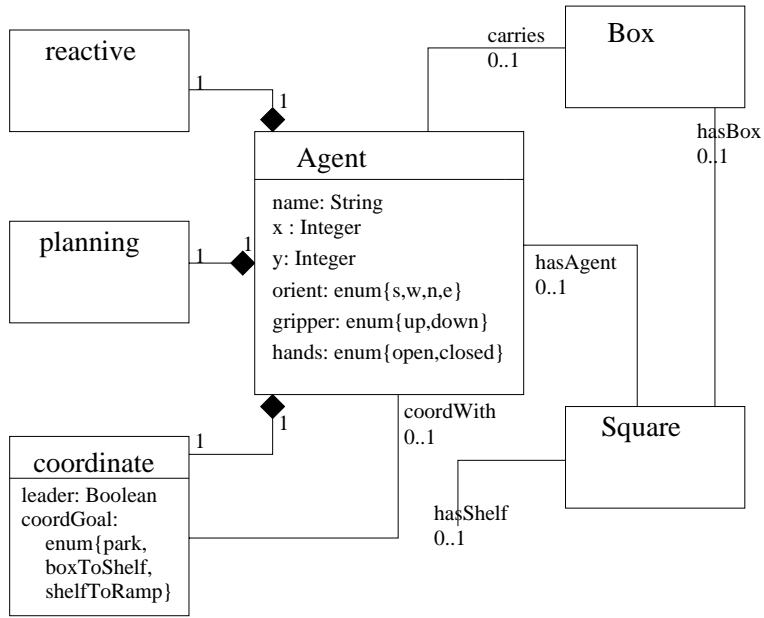 reactive
1
1
carries
0..1
Box
hasBox
0..1
Agent
name: String
x : Integer
y: Integer
orient: enum{s,w,n,e}
gripper: enum{up,down}
hands: enum{open,closed}
planning
1
1
hasAgent
0..1
coordinate
leader: Boolean
coordGoal:
enum{park,
boxToShelf,
shelfToRamp}
1
1
coordWith
0..1
Square
hasShelf
0..1